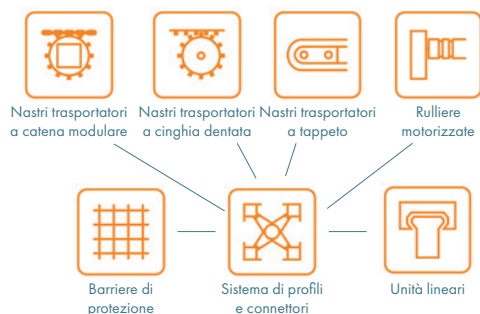 Nastri trasportatori
a catena modulare
Nastri trasportatori
a cinghia dentata
Nastri trasportatori
a tappeto
Rulliere
motorizzate
Barriere di
protezione
Sistema di profili
e connettori
Unità lineari